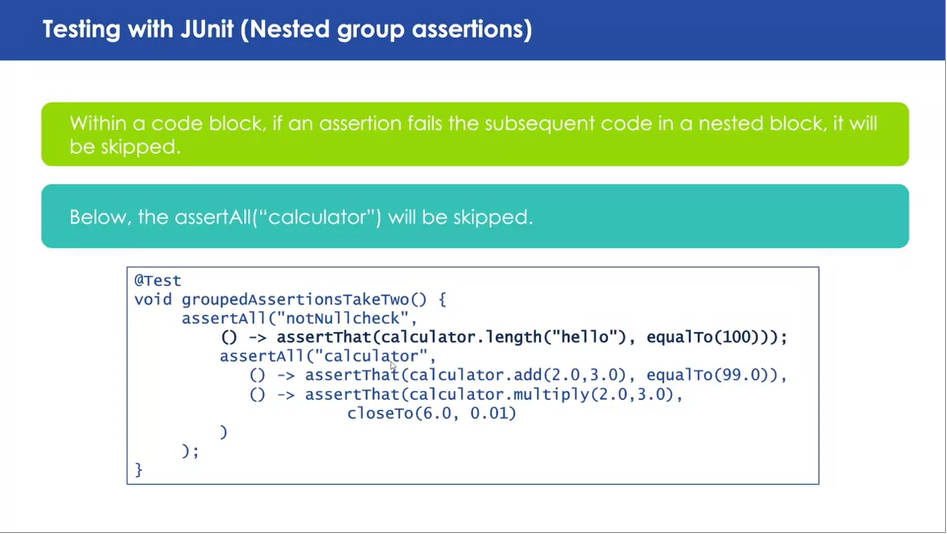 Testing with JUnit (Nested group assertions)
Within a code block, if an assertion fails the subsequent code in a nested block, it will
be skipped.
Below, the assertAll(“calculator”) will be skipped.
@Test
void groupedAssertionsTakeTwo() {
assertAll("notNullcheck",
() -> assertThat(calculator.length("hello"), equalTo(100)));
assertAll("calculator",
() -> assertThat(calculator.add(2.0,3.0), equalTo(99.0)),
() -> assertThat(calculator.multiply(2.0,3.0),
closeTo(6.0, 0.01)
)
);
}